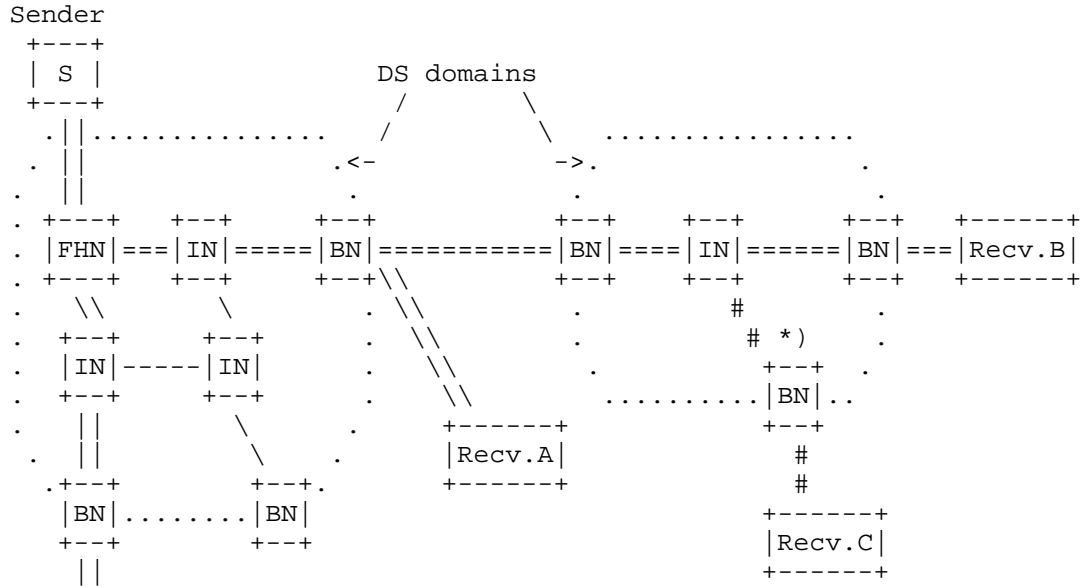 Sender
S
DS domains
FHN IN BN BN IN BN Recv.B
*)
IN IN
BN
Recv.A
BN BN
Recv.C